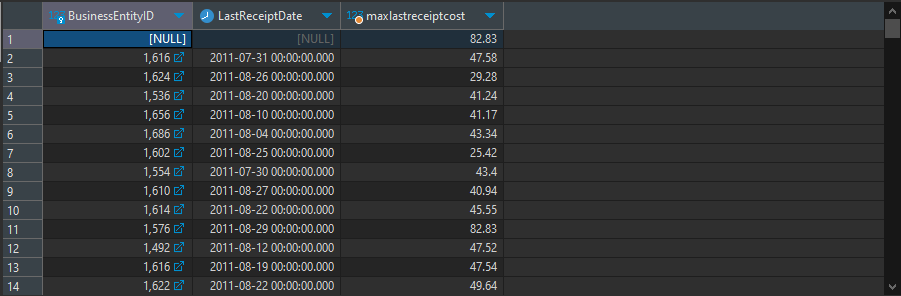 123 BusinessEntityID LastReceiptDate 123 maxlastreceiptcost
1 [NULL] [NULL] 82.83
2 1,616 2011-07-31 00:00:00.000 47.58
3 1,624 2011-08-26 00:00:00.000 29.28
4 1,536 2011-08-20 00:00:00.000 41.24
5 1,656 2011-08-10 00:00:00.000 41.17
6 1,686 2011-08-04 00:00:00.000 43.34
7 1,602 2011-08-25 00:00:00.000 25.42
8 1,554 2011-07-30 00:00:00.000 43.4
9 1,610 2011-08-27 00:00:00.000 40.94
10 1,614 2011-08-22 00:00:00.000 45.55
11 1,576 2011-08-29 00:00:00.000 82.83
12 1,492 2011-08-12 00:00:00.000 47.52
13 1,616 2011-08-19 00:00:00.000 47.54
14 1,622 2011-08-22 00:00:00.000 49.64